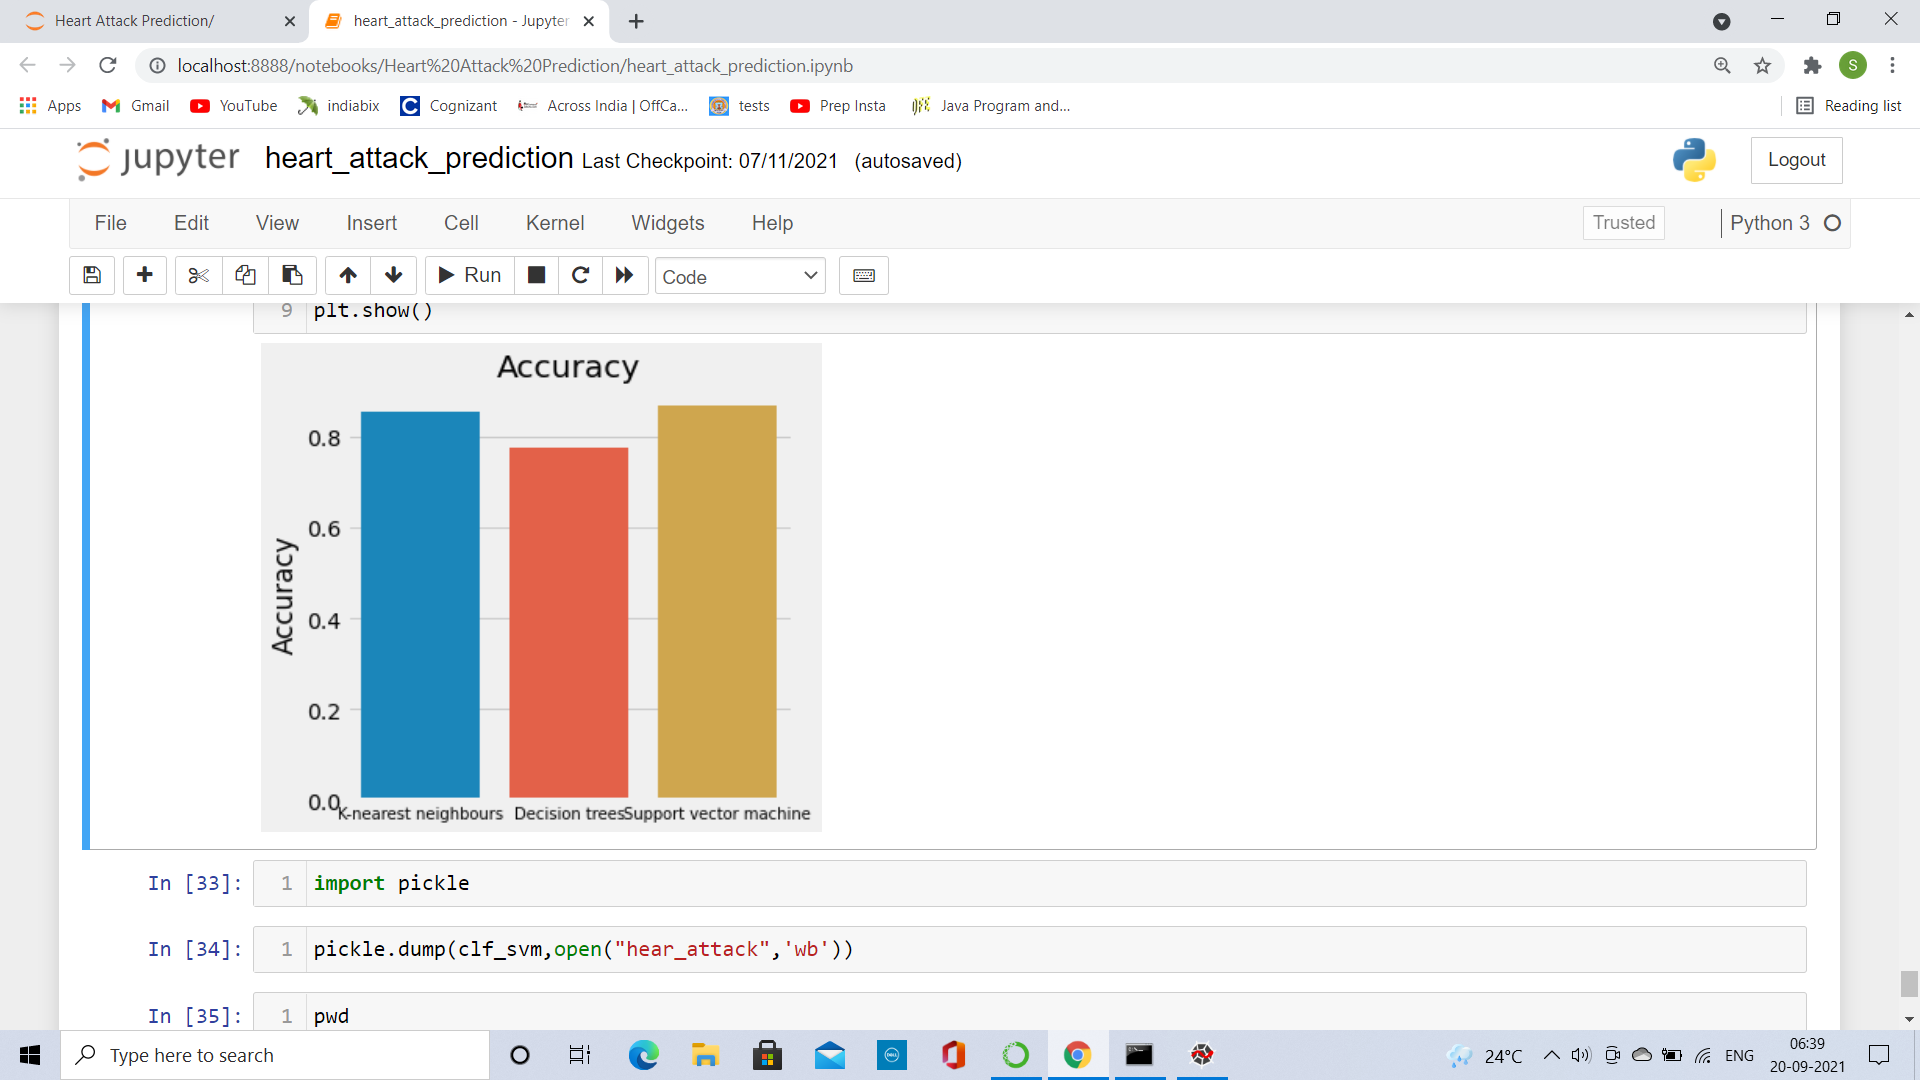 Heart Attack Prediction/
heart_attack_prediction - Jupyter
localhost:8888/notebooks/Heart%20Attack%20Prediction/heart_attack_prediction.ipynb
S
Apps Gmail YouTube indiabix Cognizant Across India | OffCa... tests Prep Insta Java Program and... Reading list
jupyter heart_attack_prediction Last Checkpoint: 07/11/2021 (autosaved) Logout
File Edit View Insert Cell Kernel Widgets Help Trusted Python 3
Run Code
9 plt.show()
Accuracy
Accuracy
0.8
0.6
0.4
0.2
0.0
K-nearest neighbours Decision trees Support vector machine
In [33]: 1 import pickle
In [34]: 1 pickle.dump(clf_svm,open("hear_attack",'wb'))
In [35]: 1 pwd
Type here to search
DELL
24°C ENG
06:39
20-09-2021